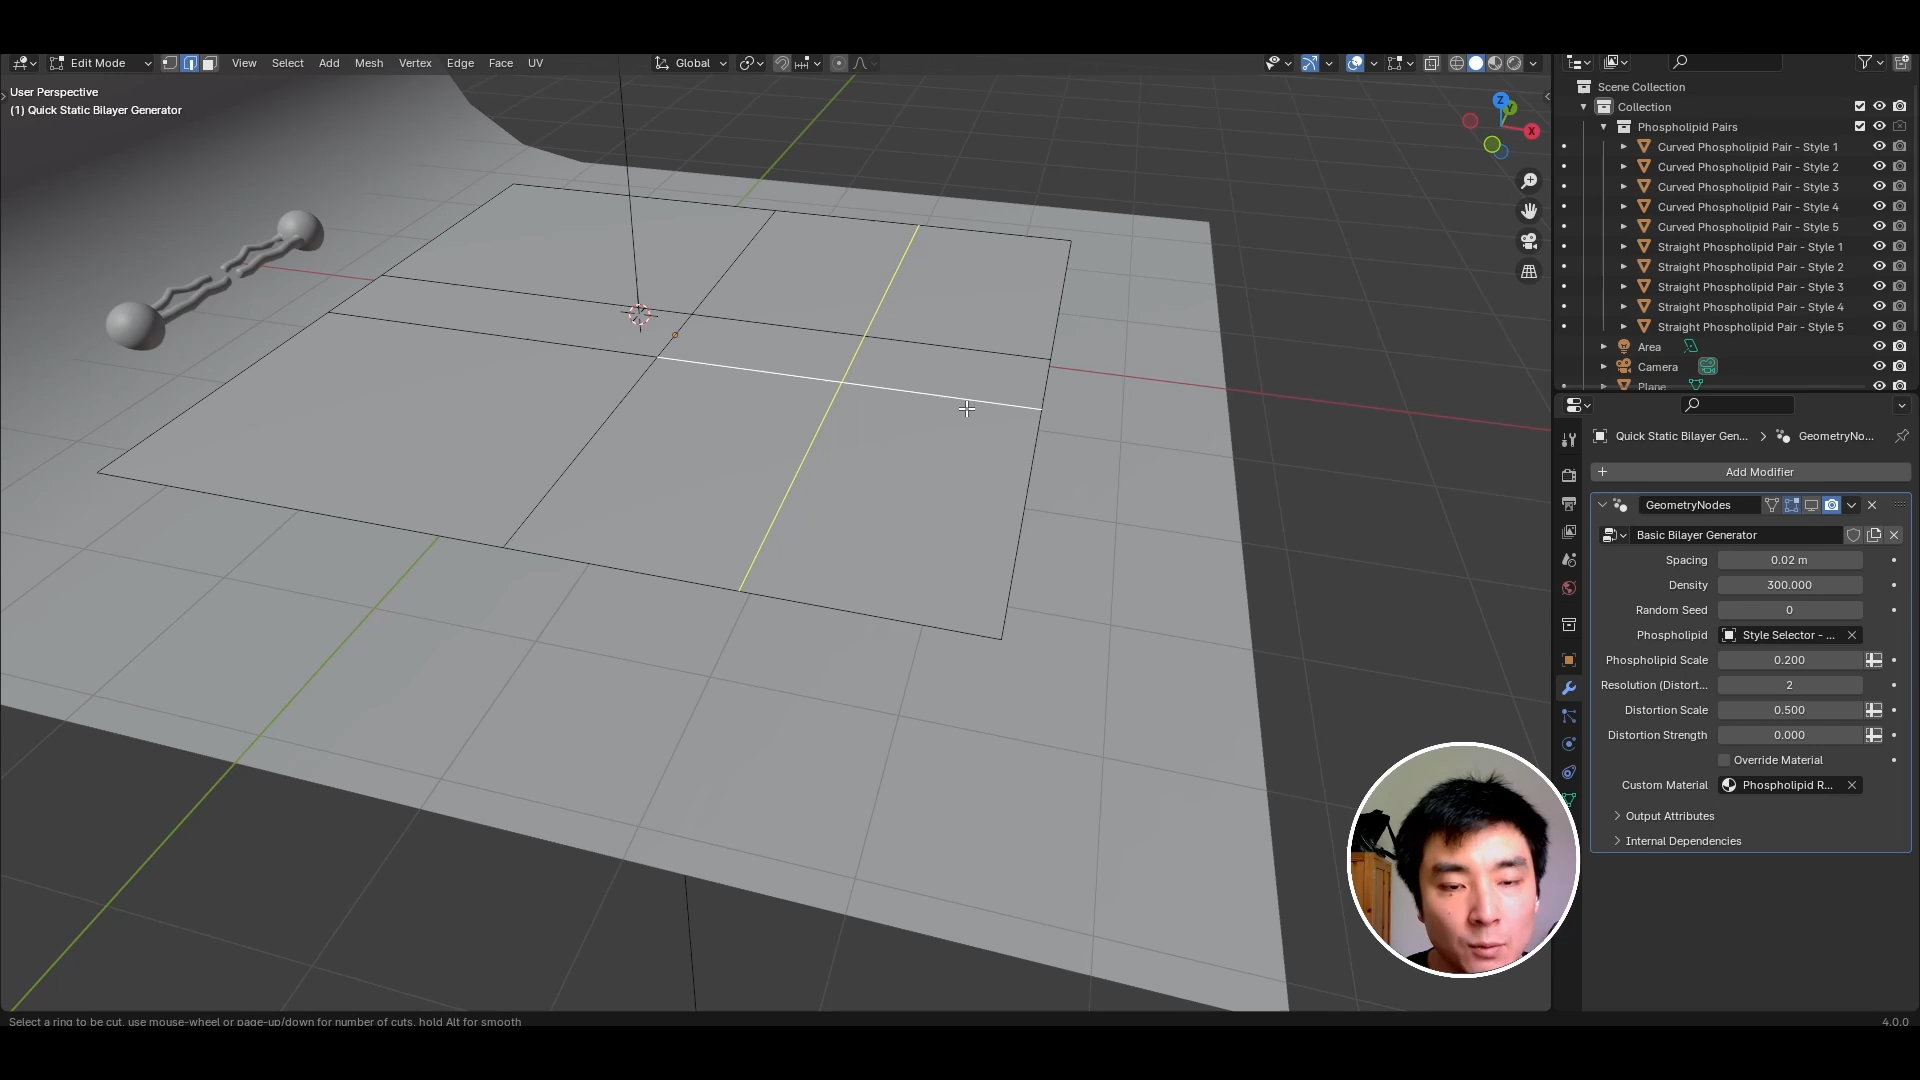 Edit Mode View Select Add Mesh Vertex Edge Face UV Global
User Perspective
(1) Quick Static Bilayer Generator
Z
Y
X
Scene Collection
Collection
Phospholipid Pairs
Curved Phospholipid Pair - Style 1
Curved Phospholipid Pair - Style 2
Curved Phospholipid Pair - Style 3
Curved Phospholipid Pair - Style 4
Curved Phospholipid Pair - Style 5
Straight Phospholipid Pair - Style 1
Straight Phospholipid Pair - Style 2
Straight Phospholipid Pair - Style 3
Straight Phospholipid Pair - Style 4
Straight Phospholipid Pair - Style 5
Area
Camera
Plane
Quick Static Bilayer Gen... GeometryNo...
Add Modifier
GeometryNodes
Basic Bilayer Generator
Spacing 0.02 m
Density 300.000
Random Seed 0
Phospholipid Style Selector - ...
Phospholipid Scale 0.200
Resolution (Distort... 2
Distortion Scale 0.500
Distortion Strength 0.000
Override Material
Custom Material Phospholipid R...
Output Attributes
Internal Dependencies
Select a ring to be cut, use mouse-wheel or page-up/down for number of cuts, hold Alt for smooth
4.0.0